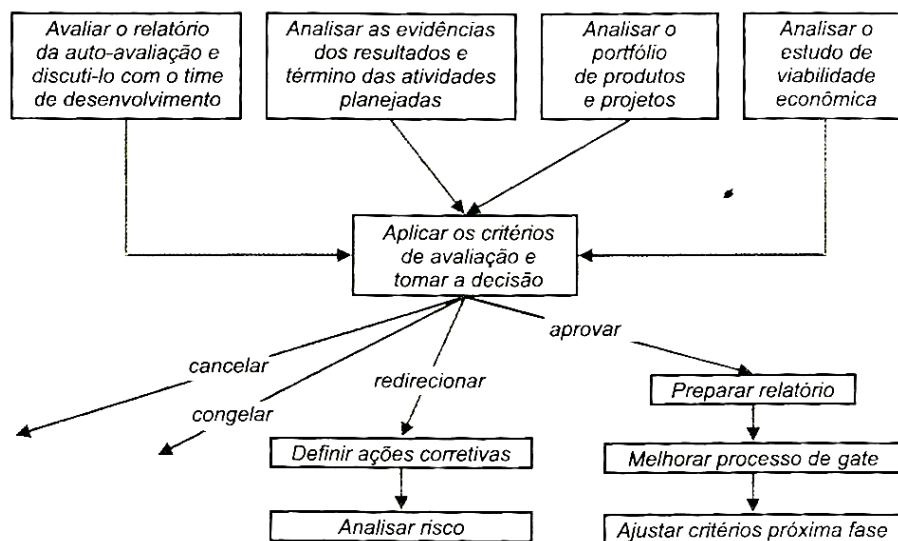 Avaliar o relatório
da auto-avaliação e
discuti-lo com o time
de desenvolvimento
Analisar as evidências
dos resultados e
término das atividades
planejadas
Analisar o
portfólio
de produtos
e projetos
Analisar o
estudo de
viabilidade
econômica
Aplicar os critérios
de avaliação e
tomar a decisão
cancelar
congelar
redirecionar
aprovar
Definir ações corretivas
Analisar risco
Preparar relatório
Melhorar processo de gate
Ajustar critérios próxima fase